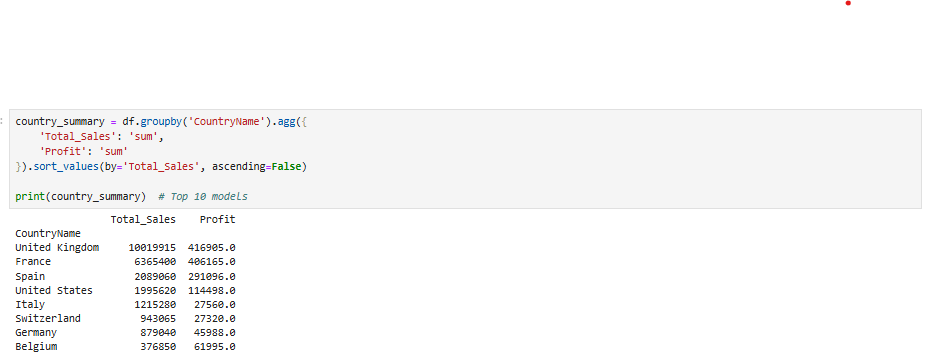 :
country_summary = df.groupby('CountryName').agg({
    'Total_Sales': 'sum',
    'Profit': 'sum'
}).sort_values(by='Total_Sales', ascending=False)

print(country_summary)  # Top 10 models
                Total_Sales    Profit
CountryName
United Kingdom     10019915  416905.0
France              6365400  406165.0
Spain               2089060  291096.0
United States       1995620  114498.0
Italy               1215280   27560.0
Switzerland          943065   27320.0
Germany              879040   45988.0
Belgium              376850   61995.0